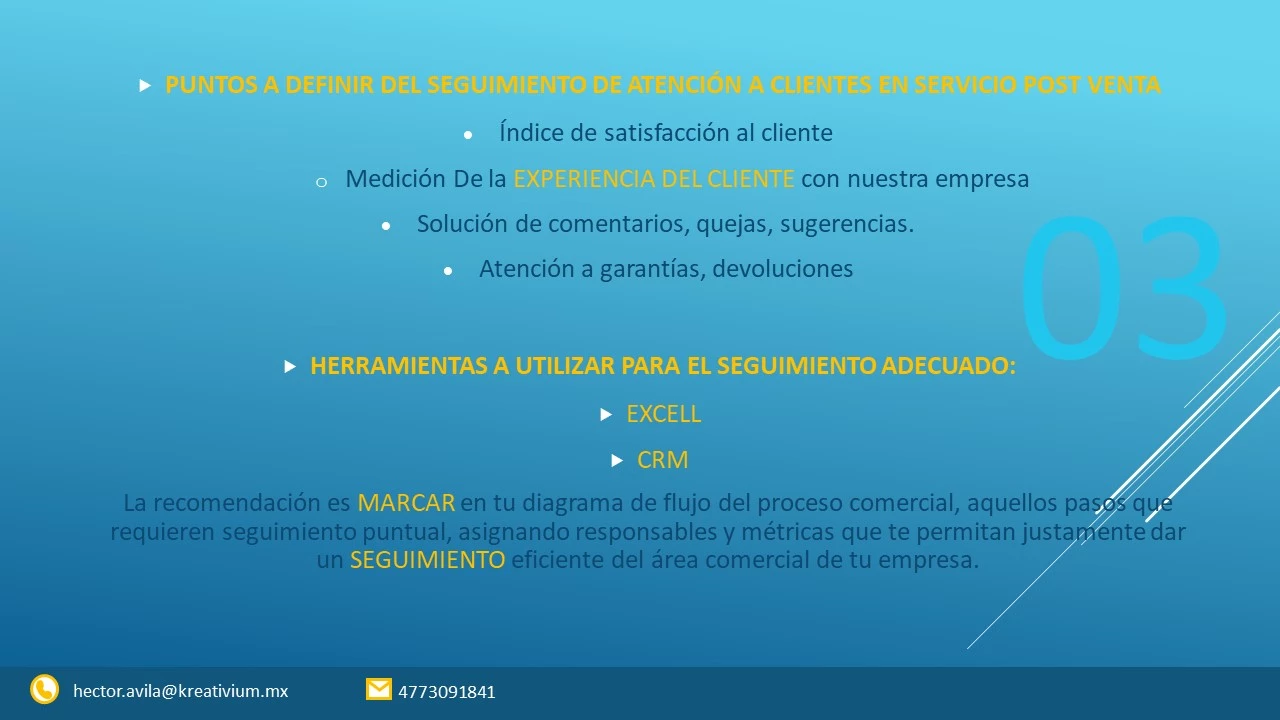 PUNTOS A DEFINIR DEL SEGUIMIENTO DE ATENCIÓN A CLIENTES EN SERVICIO POST VENTA
Índice de satisfacción al cliente
Medición De la EXPERIENCIA DEL CLIENTE con nuestra empresa
Solución de comentarios, quejas, sugerencias.
Atención a garantías, devoluciones
03
HERRAMIENTAS A UTILIZAR PARA EL SEGUIMIENTO ADECUADO:
EXCELL
CRM
La recomendación es MARCAR en tu diagrama de flujo del proceso comercial, aquellos pasos que
requieren seguimiento puntual, asignando responsables y métricas que te permitan justamente dar
un SEGUIMIENTO eficiente del área comercial de tu empresa.
hector.avila@kreativium.mx 4773091841